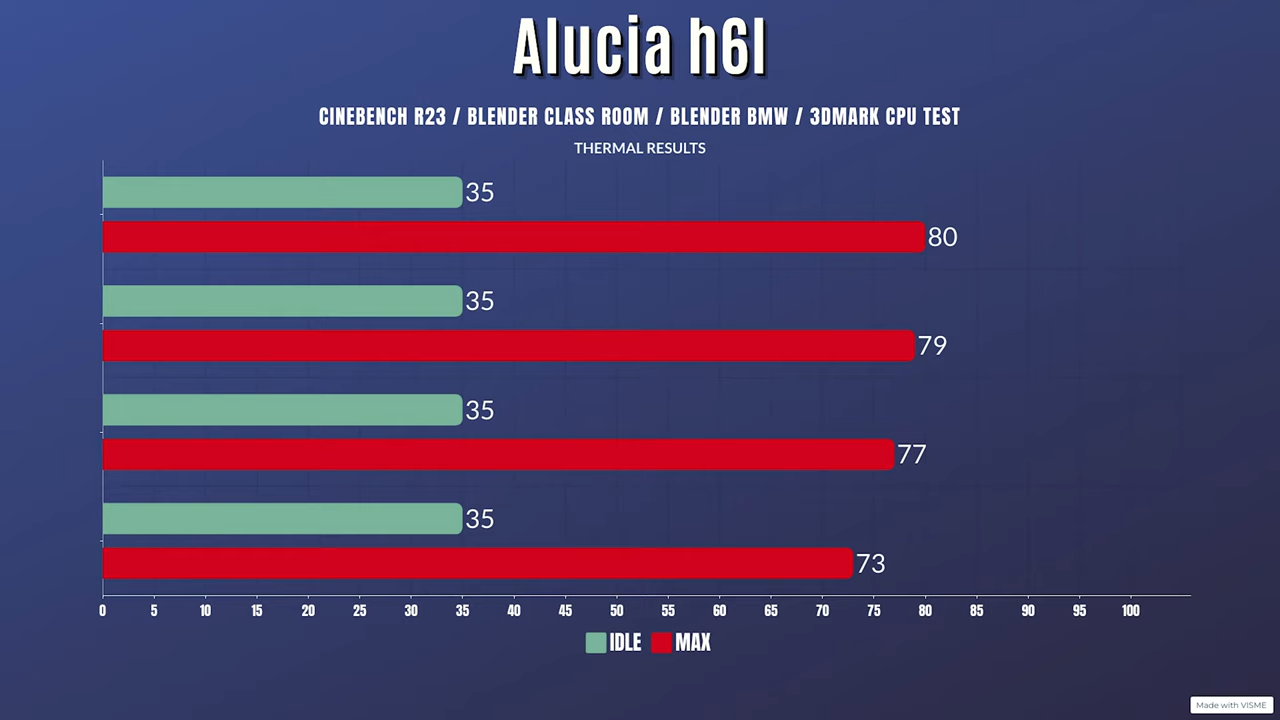 Alucia h6l
CINEBENCH R23 / BLENDER CLASS ROOM / BLENDER BMW / 3DMARK CPU TEST
THERMAL RESULTS
35
80
35
79
35
77
35
73
0 5 10 15 20 25 30 35 40 45 50 55 60 65 70 75 80 85 90 95 100
IDLE MAX
Made with VISME